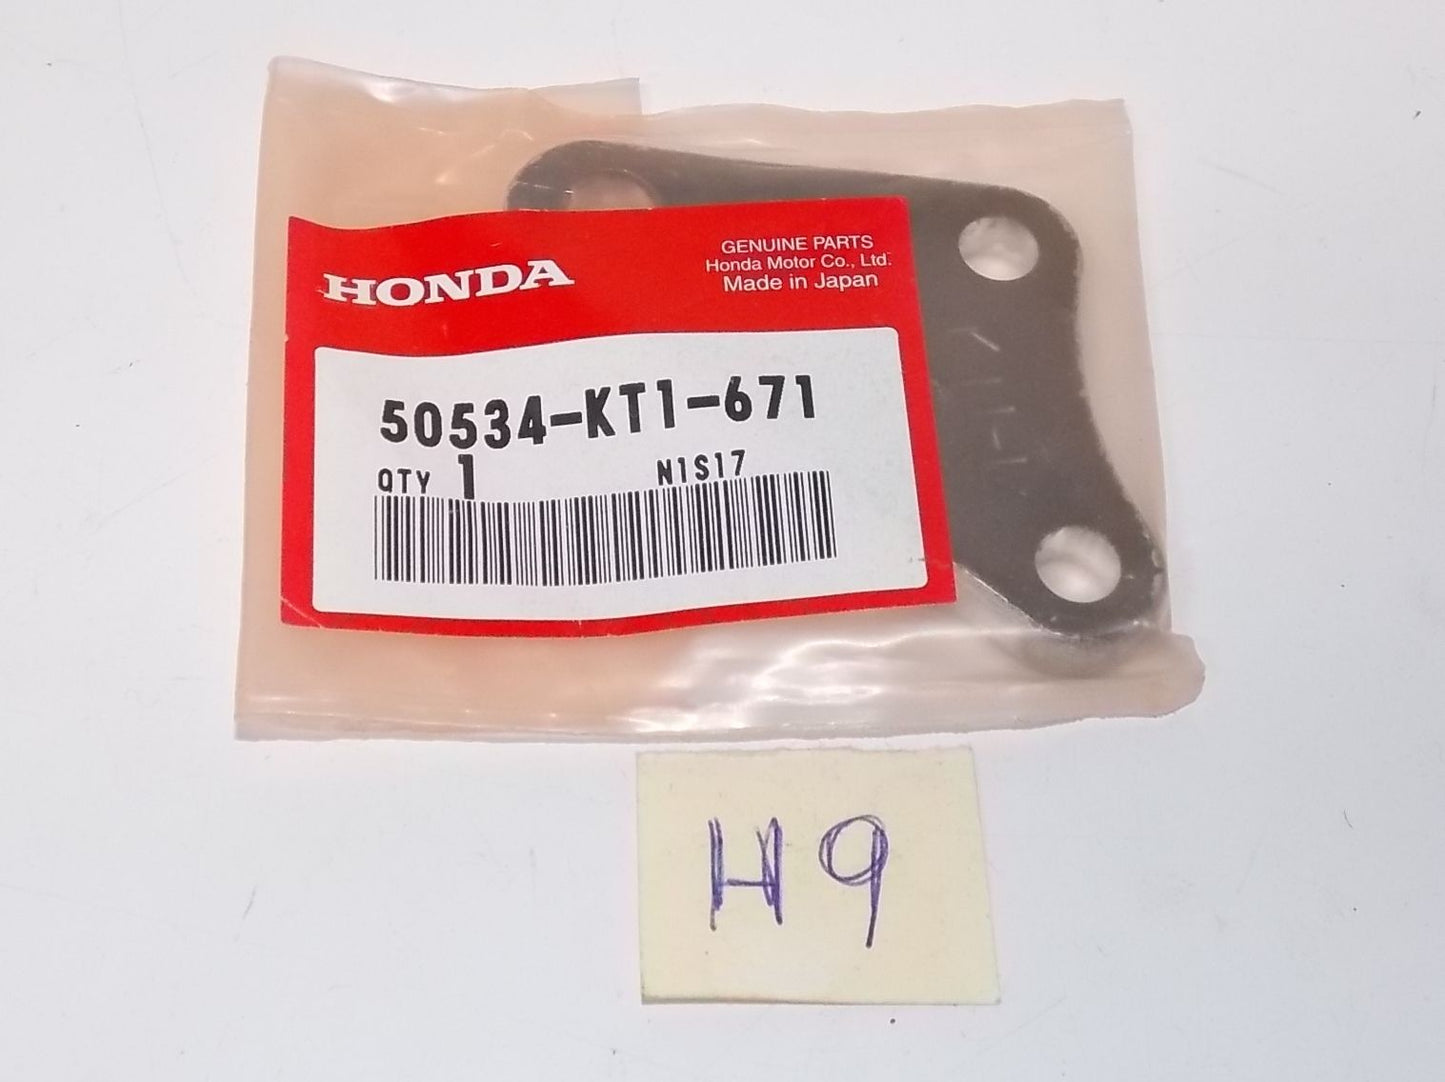 HONDA
GENUINE PARTS
Honda Motor Co., Ltd.
Made in Japan
50534-KT1-671
QTY 1 N1S17
H9